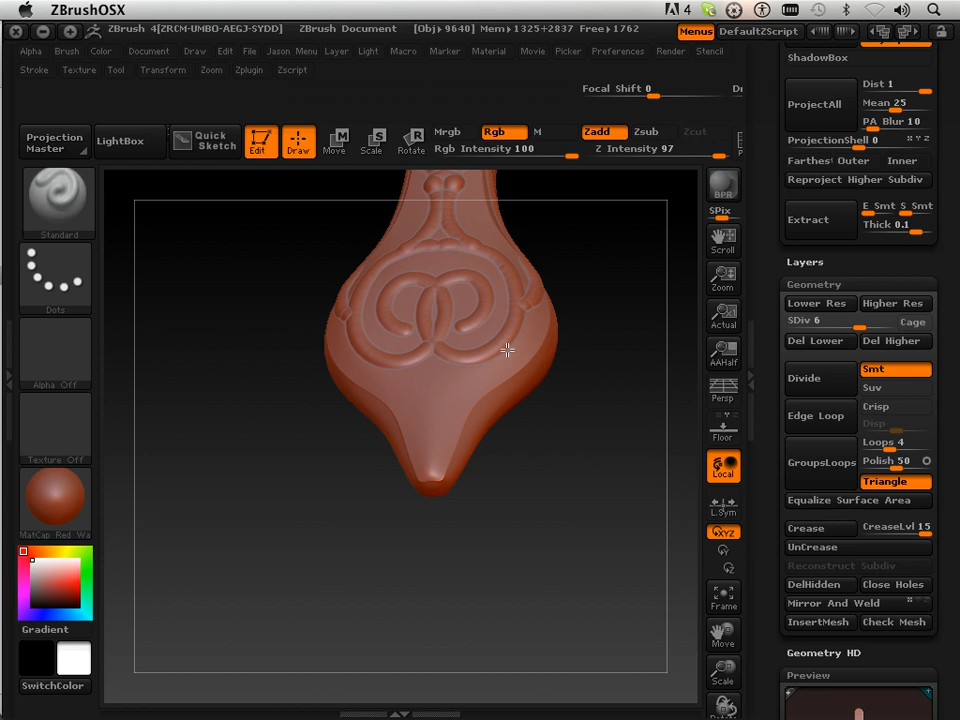 ZBrushOSX
A 4
ZBrush 4[ZRCM-UMBO-AEGJ-SYDD] ZBrush Document [Obj>9640] Mem>1325+2837 Free>1762 Menus DefaultZScript
Alpha Brush Color Document Draw Edit File Jason Menu Layer Light Macro Marker Material Movie Picker Preferences Render Stencil
Stroke Texture Tool Transform Zoom Zplugin Zscript
Focal Shift 0
Projection Master
LightBox
Quick Sketch
Edit
Draw
Move
Scale
Rotate
Mrgb Rgb M Zadd Zsub Zcut
Rgb Intensity 100 Z Intensity 97
Standard
Dots
Alpha Off
Texture Off
MatCap Red Wa
Gradient
SwitchColor
BPR
SPix
Scroll
Zoom
Actual
AAHalf
Persp
Floor
Local
L.Sym
XYZ
Y
Z
Frame
Move
Scale
ShadowBox
ProjectAll
Dist 1
Mean 25
PA Blur 10
ProjectionShell 0
Farthest Outer Inner
Reproject Higher Subdiv
Extract
E Smt S Smt
Thick 0.1
Layers
Geometry
Lower Res Higher Res
SDiv 6 Cage
Del Lower Del Higher
Divide
Smt
Suv
Edge Loop
Crisp
Disp
GroupsLoops
Loops 4
Polish 50
Triangle
Equalize Surface Area
Crease CreaseLvl 15
UnCrease
Reconstruct Subdiv
DelHidden Close Holes
Mirror And Weld
InsertMesh Check Mesh
Geometry HD
Preview